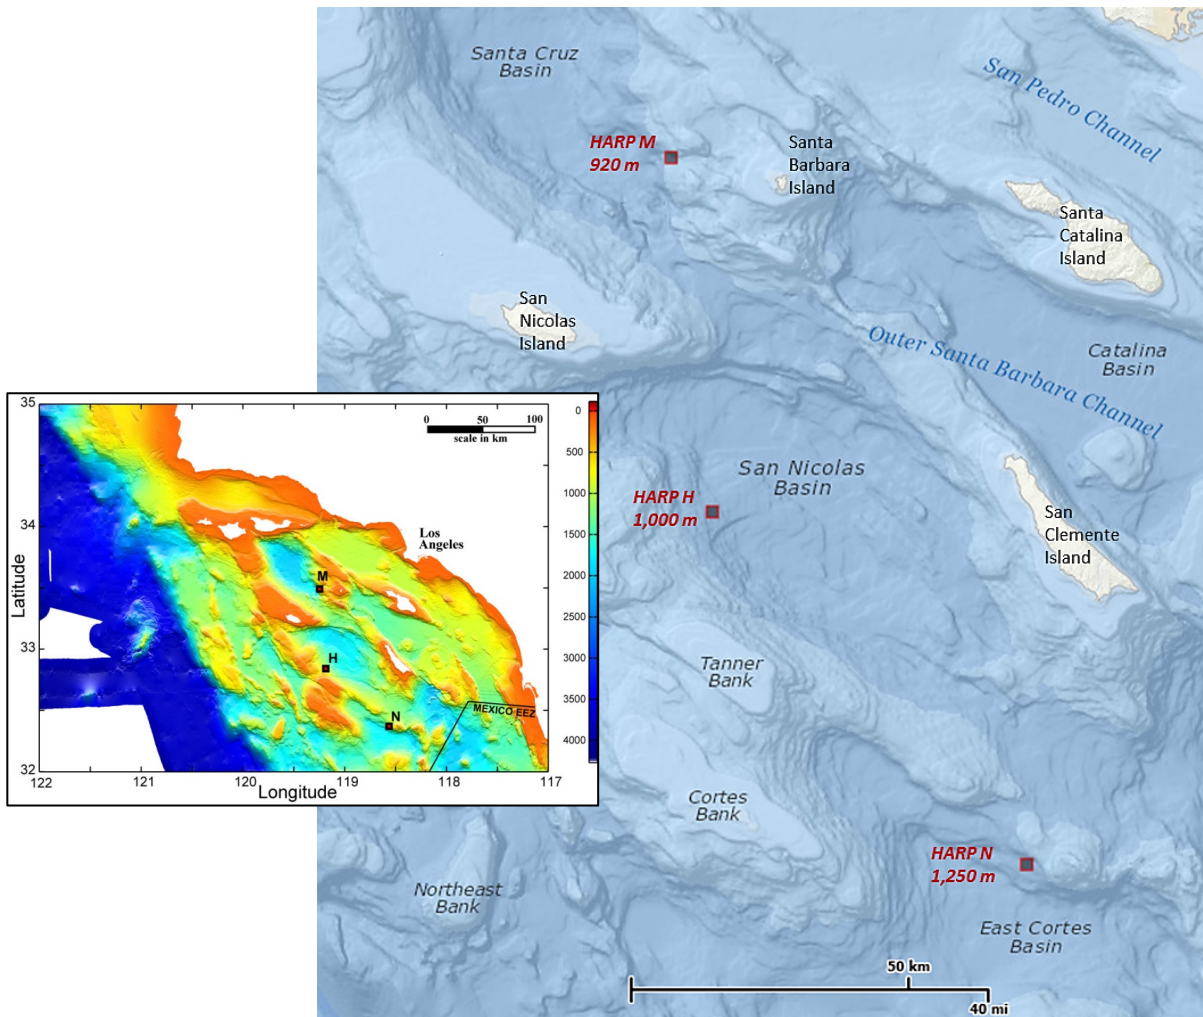 Santa Cruz
Basin
San Pedro Channel
HARP M
920 m
Santa
Barbara
Island
Santa
Catalina
Island
San
Nicolas
Island
Outer Santa Barbara Channel
Catalina
Basin
San Nicolas
Basin
HARP H
1,000 m
San
Clemente
Island
Tanner
Bank
Cortes
Bank
HARP N
1,250 m
Northeast
Bank
East Cortes
Basin
50 km
40 mi
35
34
33
32
Latitude
122
121
120
119
118
117
Longitude
0 50 100
scale in km
Los
Angeles
M
H
N
MEXICO EEZ
0
500
1000
1500
2000
2500
3000
3500
4000